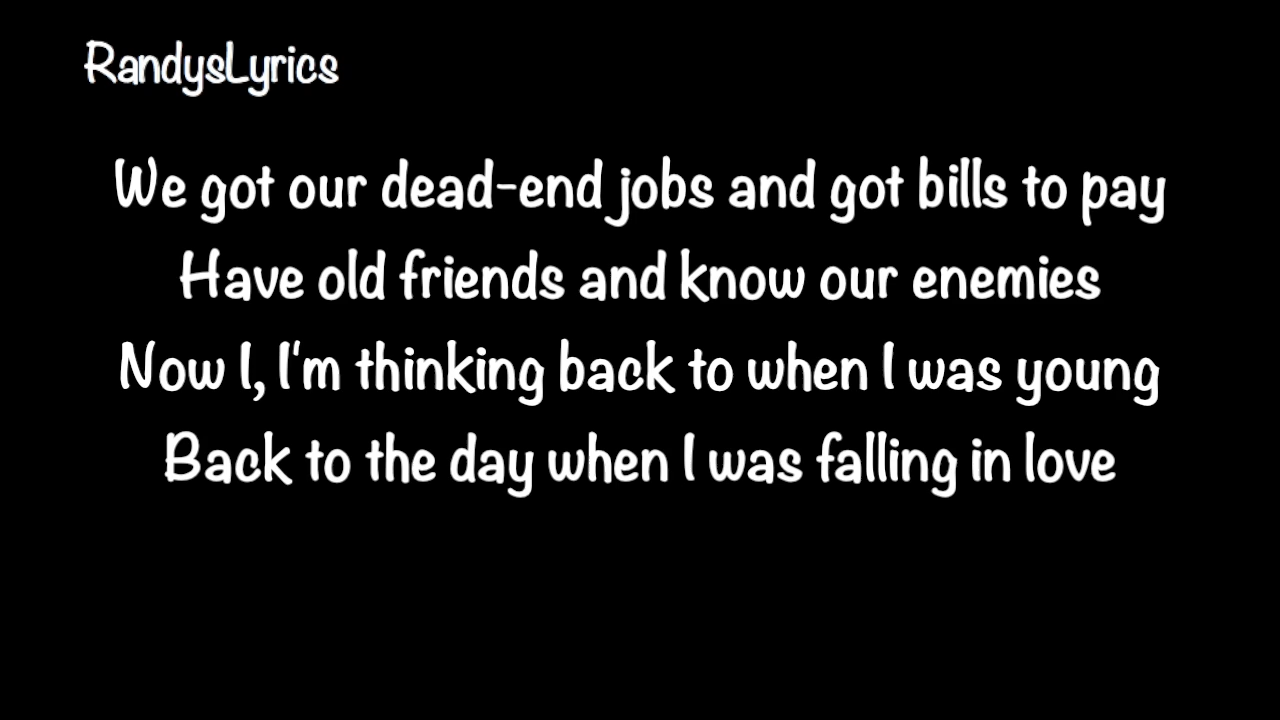 RandysLyrics
We got our dead-end jobs and got bills to pay
Have old friends and know our enemies
Now I, I'm thinking back to when I was young
Back to the day when I was falling in love